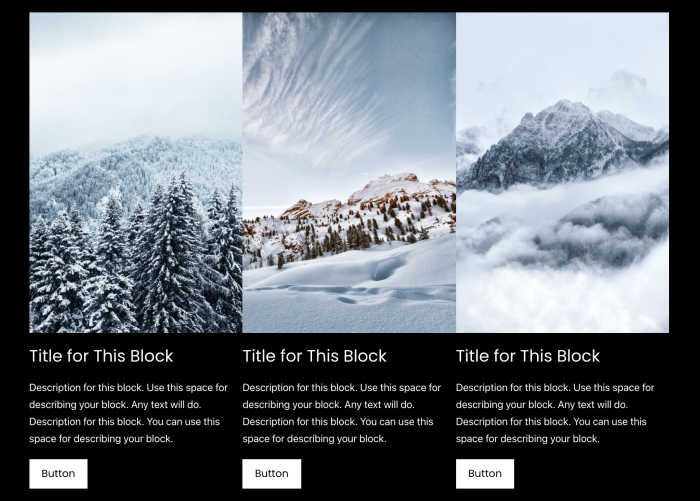 Title for This Block
Description for this block. Use this space for
describing your block. Any text will do.
Description for this block. You can use this
space for describing your block.
Button
Title for This Block
Description for this block. Use this space for
describing your block. Any text will do.
Description for this block. You can use this
space for describing your block.
Button
Title for This Block
Description for this block. Use this space for
describing your block. Any text will do.
Description for this block. You can use this
space for describing your block.
Button